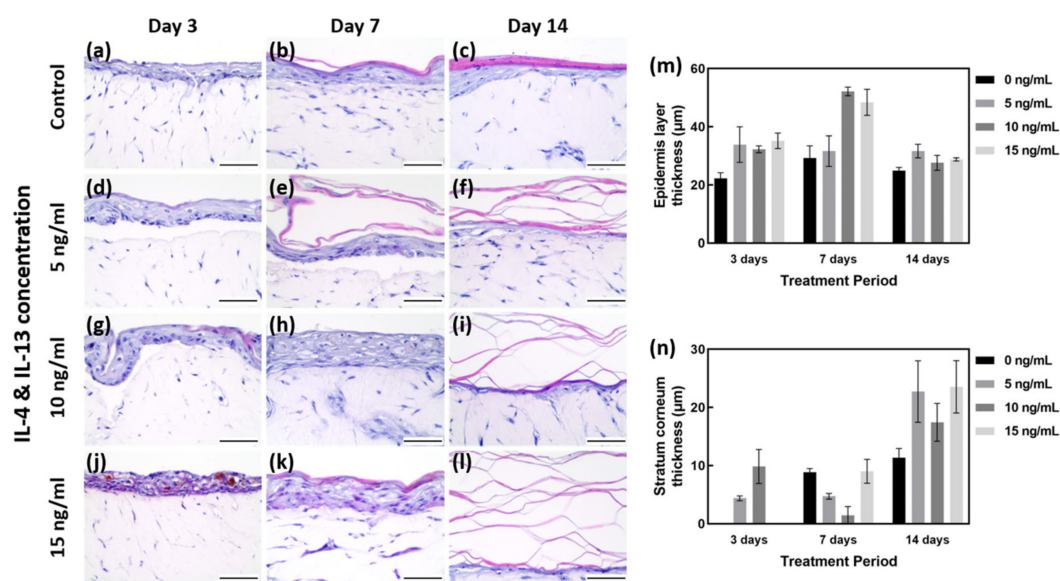 Day 3
Day 7
Day 14
IL-4 & IL-13 concentration
Control
(a)
(b)
(c)
5 ng/ml
(d)
(e)
(f)
10 ng/ml
(g)
(h)
(i)
15 ng/ml
(j)
(k)
(l)
(m)
Epidermis layer
thickness (μm)
60
40
20
0
3 days
7 days
14 days
Treatment Period
0 ng/mL
5 ng/mL
10 ng/mL
15 ng/mL
(n)
Stratum corneum
thickness (μm)
30
20
10
0
3 days
7 days
14 days
Treatment Period
0 ng/mL
5 ng/mL
10 ng/mL
15 ng/mL